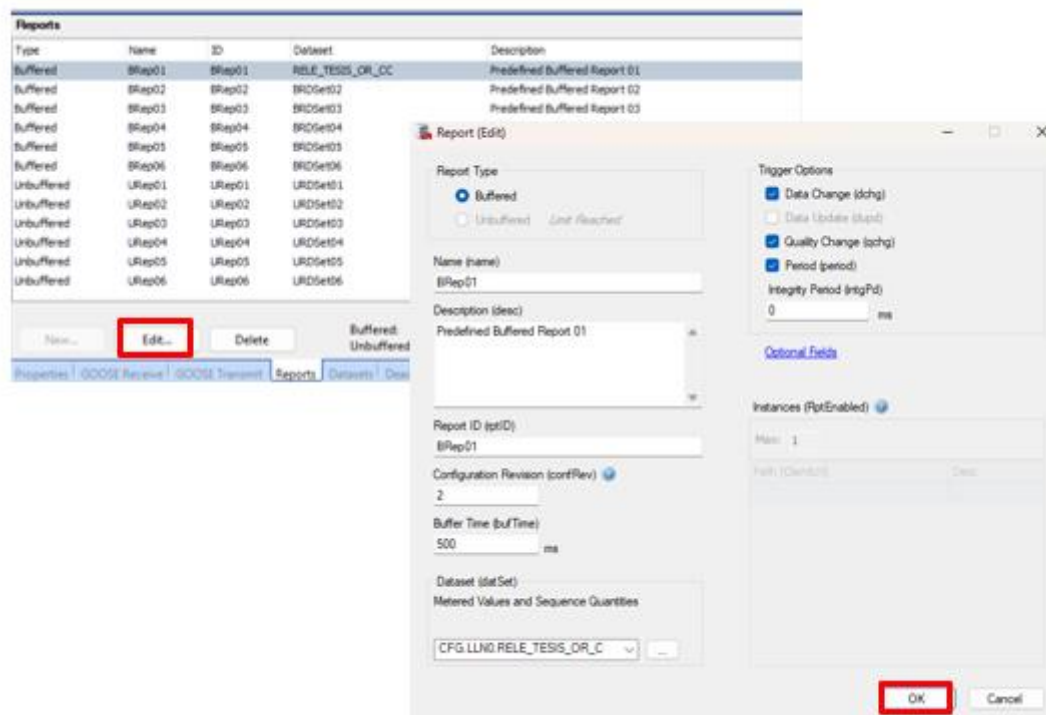 Reports
Type Name ID Dataset Description
Buffered BRep01 BRep01 RELE_TESIS_OR_CC Predefined Buffered Report 01
Buffered BRep02 BRep02 BRDSet02 Predefined Buffered Report 02
Buffered BRep03 BRep03 BRDSet03 Predefined Buffered Report 03
Buffered BRep04 BRep04 BRDSet04
Buffered BRep05 BRep05 BRDSet05
Buffered BRep06 BRep06 BRDSet06
Unbuffered URep01 URep01 URDSet01
Unbuffered URep02 URep02 URDSet02
Unbuffered URep03 URep03 URDSet03
Unbuffered URep04 URep04 URDSet04
Unbuffered URep05 URep05 URDSet05
Unbuffered URep06 URep06 URDSet06
New... Edit... Delete
Buffered:
Unbuffered
Properties GOOSE Receive GOOSE Transmit Reports Datasets Dead
Report (Edit)
Report Type
Buffered
Unbuffered Limit Reached
Name (name)
BRep01
Description (desc)
Predefined Buffered Report 01
Report ID (rptID)
BRep01
Configuration Revision (confRev)
2
Buffer Time (bufTime)
500 ms
Dataset (datSet)
Metered Values and Sequence Quantities
CFG.LLN0.RELE_TESIS_OR_C ...
Trigger Options
Data Change (dchg)
Data Update (dupd)
Quality Change (qchg)
Period (period)
Integrity Period (intgPd)
0 ms
Optional Fields
Instances (RptEnabled)
Max: 1
Path (ClientLN) Desc
OK Cancel